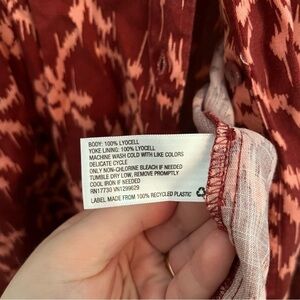 BODY: 100% LYOCELL
YOKE LINING: 100% LYOCELL
MACHINE WASH COLD WITH LIKE COLORS
DELICATE CYCLE
ONLY NON-CHLORINE BLEACH IF NEEDED
TUMBLE DRY LOW, REMOVE PROMPTLY
COOL IRON IF NEEDED
RN17730 VN1299629
LABEL MADE FROM 100% RECYCLED PLASTIC